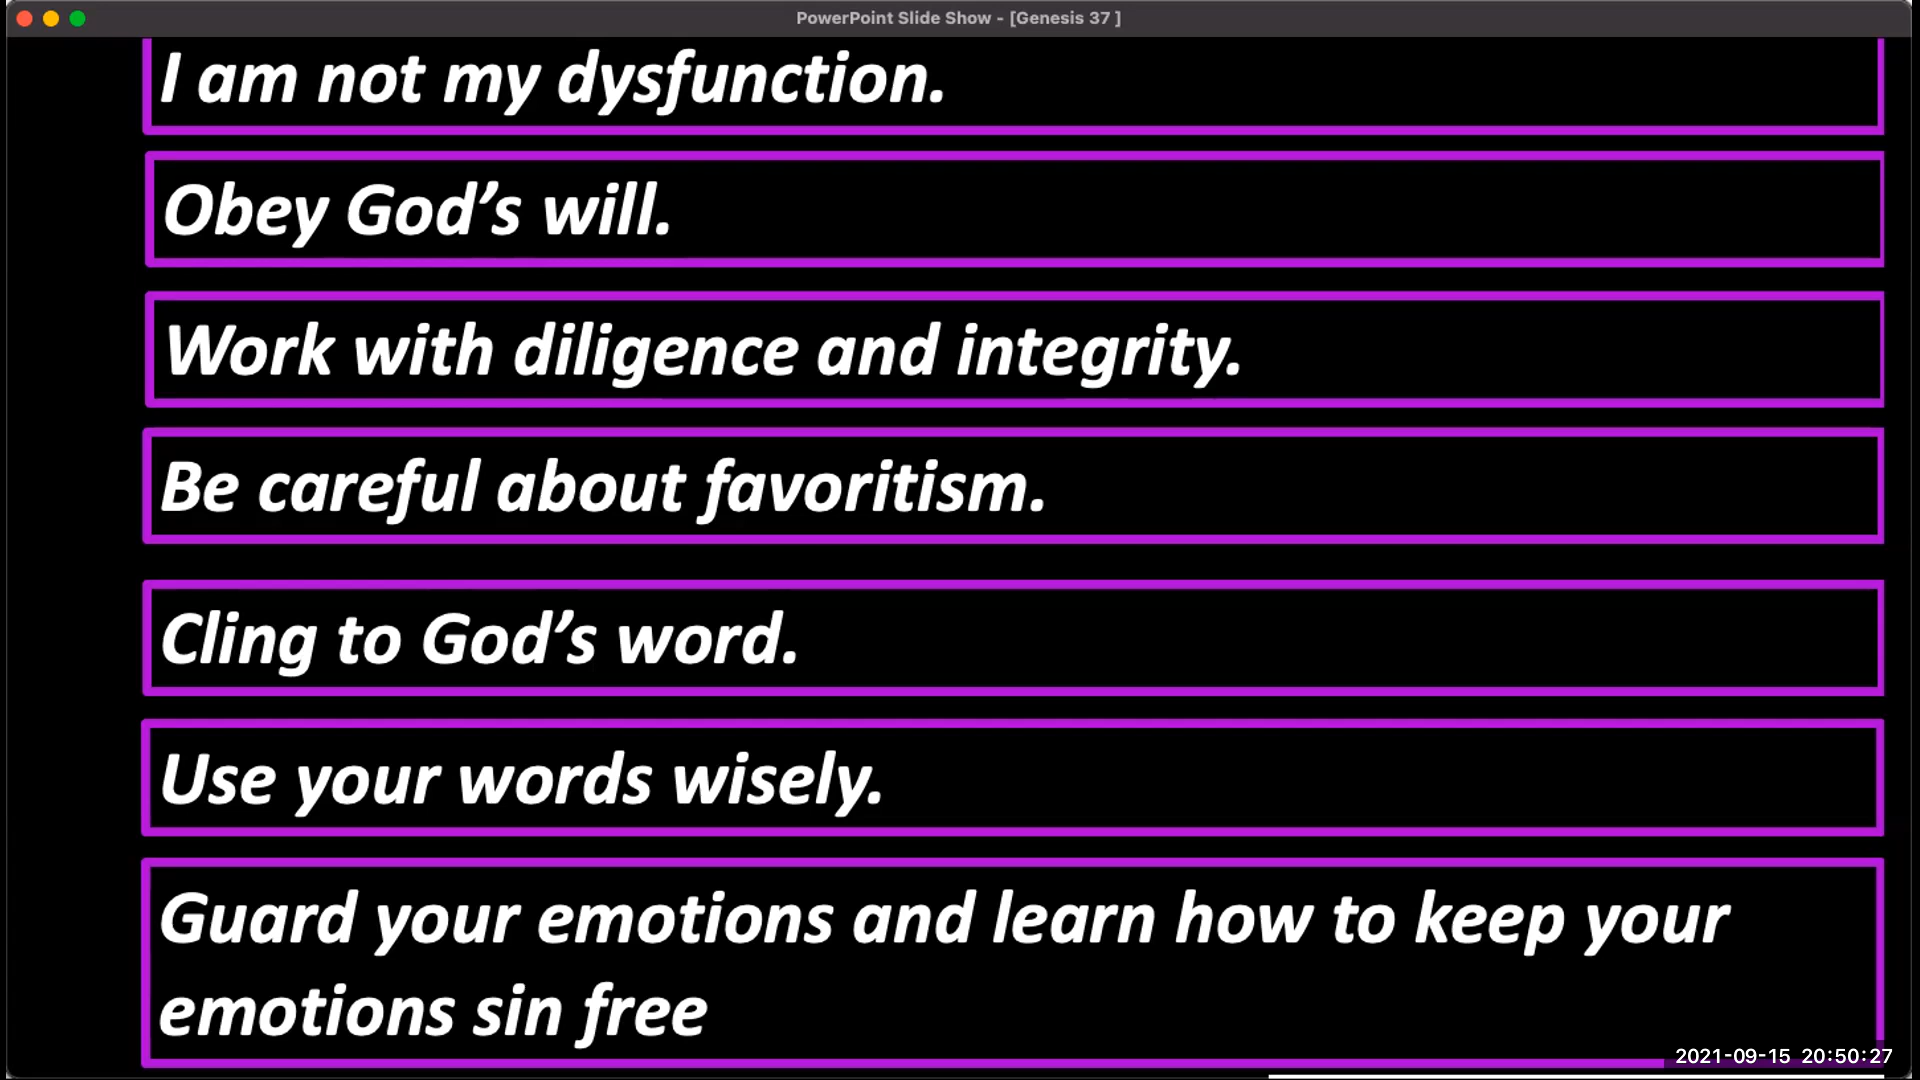 PowerPoint Slide Show - [Genesis 37 ]
I am not my dysfunction.
Obey God’s will.
Work with diligence and integrity.
Be careful about favoritism.
Cling to God’s word.
Use your words wisely.
Guard your emotions and learn how to keep your
emotions sin free
2021-09-15 20:50:27